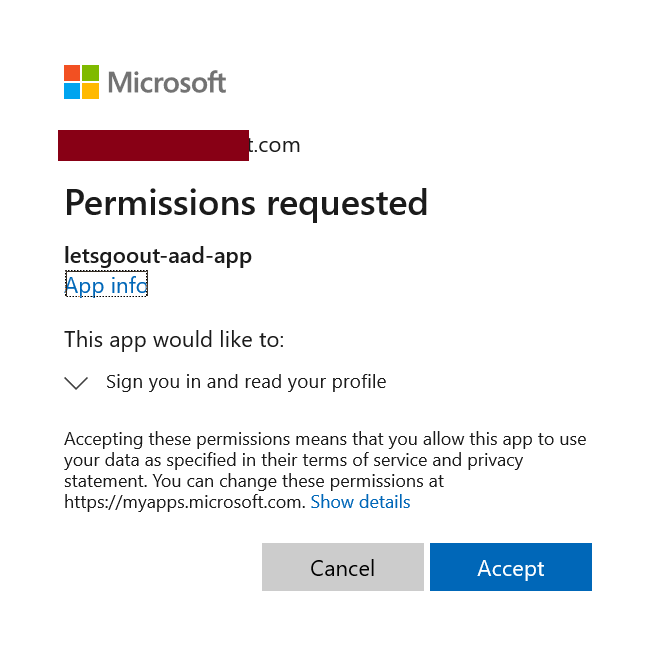 Microsoft
t.com
Permissions requested
letsgoout-aad-app
App info
This app would like to:
Sign you in and read your profile
Accepting these permissions means that you allow this app to use
your data as specified in their terms of service and privacy
statement. You can change these permissions at
https://myapps.microsoft.com. Show details
Cancel Accept